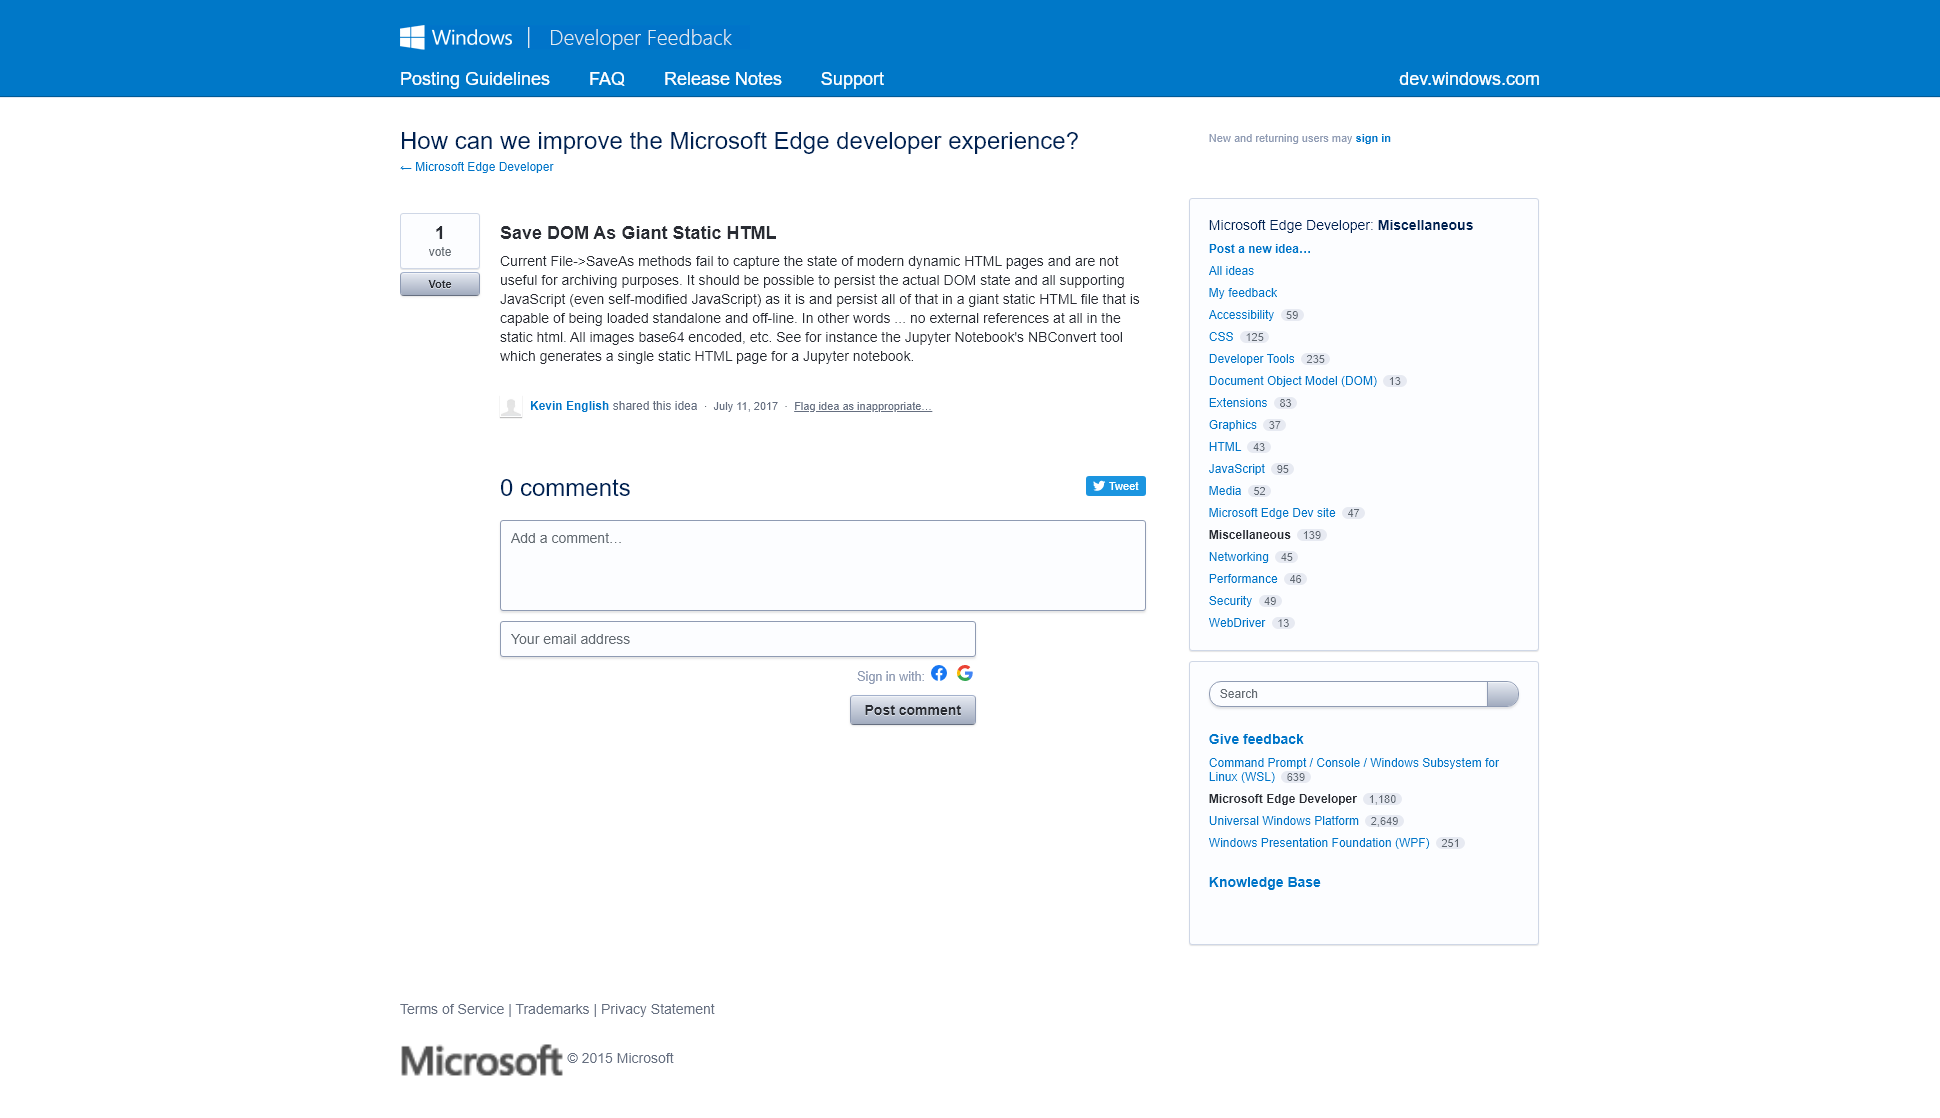 Windows | Developer Feedback
Posting Guidelines FAQ Release Notes Support dev.windows.com
How can we improve the Microsoft Edge developer experience?
← Microsoft Edge Developer
New and returning users may sign in
1
vote
Vote
Save DOM As Giant Static HTML
Current File->SaveAs methods fail to capture the state of modern dynamic HTML pages and are not
useful for archiving purposes. It should be possible to persist the actual DOM state and all supporting
JavaScript (even self-modified JavaScript) as it is and persist all of that in a giant static HTML file that is
capable of being loaded standalone and off-line. In other words ... no external references at all in the
static html. All images base64 encoded, etc. See for instance the Jupyter Notebook's NBConvert tool
which generates a single static HTML page for a Jupyter notebook.
Kevin English shared this idea · July 11, 2017 · Flag idea as inappropriate…
0 comments
Tweet
Add a comment…
Your email address
Sign in with:
Post comment
Microsoft Edge Developer: Miscellaneous
Post a new idea…
All ideas
My feedback
Accessibility 59
CSS 125
Developer Tools 235
Document Object Model (DOM) 13
Extensions 83
Graphics 37
HTML 43
JavaScript 95
Media 52
Microsoft Edge Dev site 47
Miscellaneous 139
Networking 45
Performance 46
Security 49
WebDriver 13
Search
Give feedback
Command Prompt / Console / Windows Subsystem for
Linux (WSL) 639
Microsoft Edge Developer 1,180
Universal Windows Platform 2,649
Windows Presentation Foundation (WPF) 251
Knowledge Base
Terms of Service | Trademarks | Privacy Statement
Microsoft © 2015 Microsoft